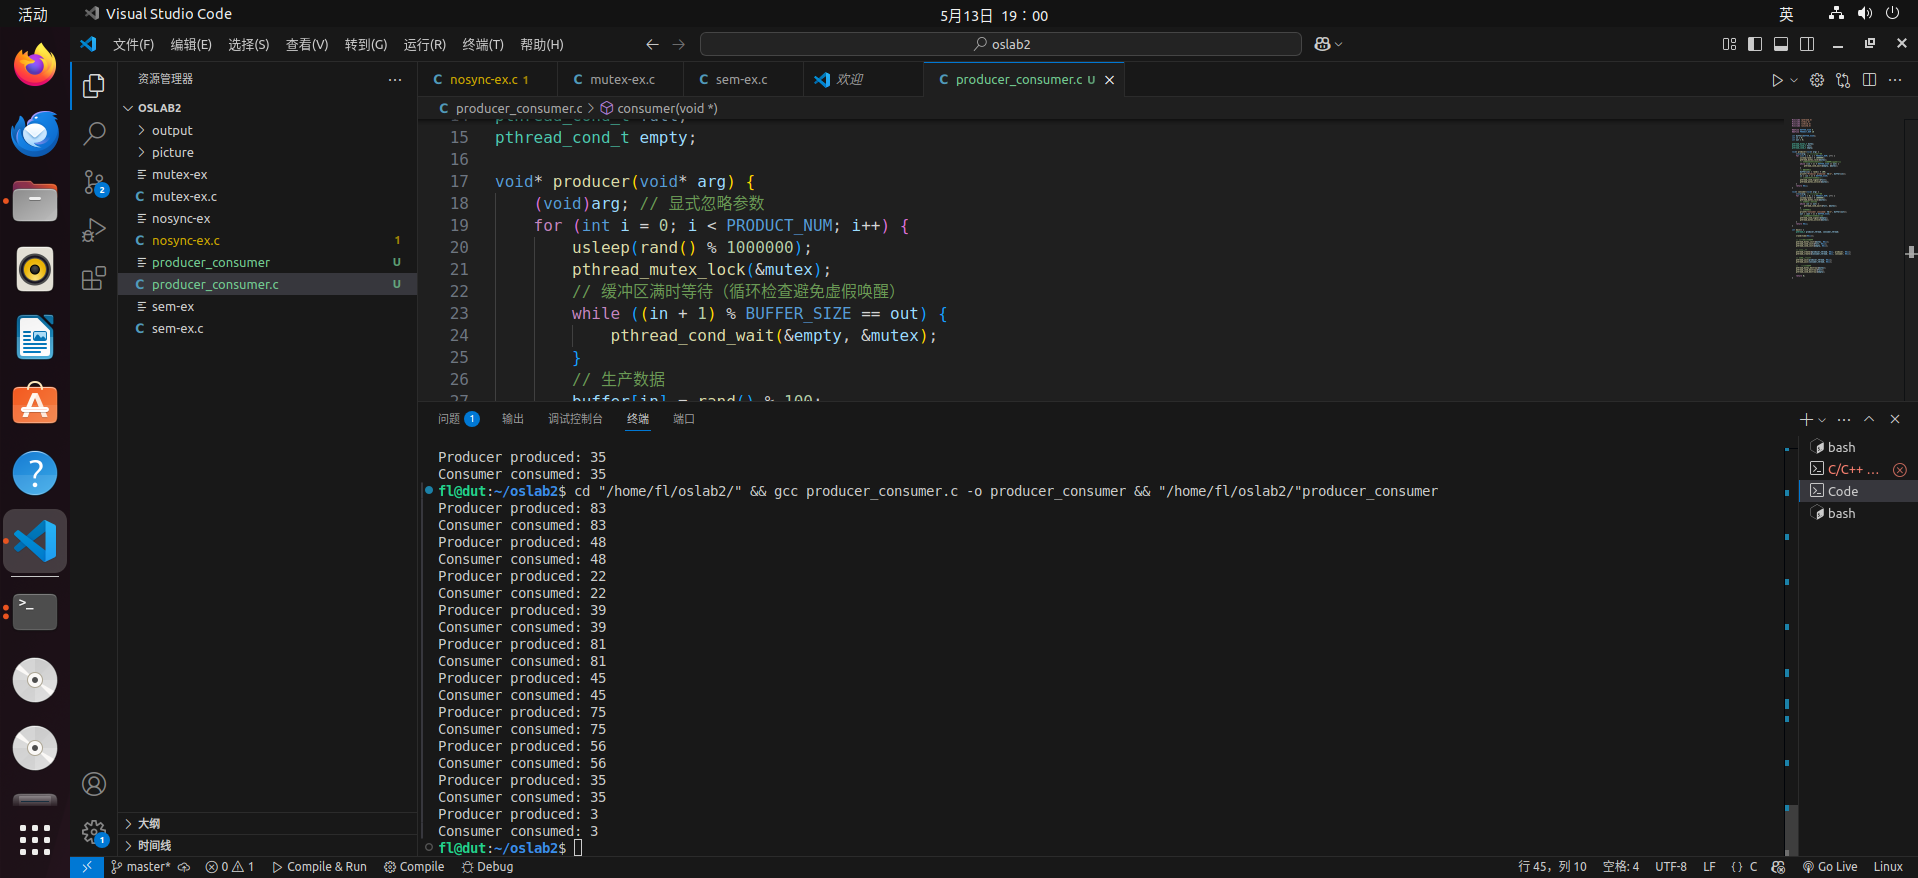 活动
Visual Studio Code
5月13日 19：00
英
文件(F) 编辑(E) 选择(S) 查看(V) 转到(G) 运行(R) 终端(T) 帮助(H)
oslab2
资源管理器
OSLAB2
output
picture
mutex-ex
mutex-ex.c
nosync-ex
nosync-ex.c 1
producer_consumer U
producer_consumer.c U
sem-ex
sem-ex.c
大纲
时间线
2
1
nosync-ex.c 1
mutex-ex.c
sem-ex.c
欢迎
producer_consumer.c U
producer_consumer.c > consumer(void *)
15 pthread_cond_t empty;
16
17 void* producer(void* arg) {
18 (void)arg; // 显式忽略参数
19 for (int i = 0; i < PRODUCT_NUM; i++) {
20 usleep(rand() % 1000000);
21 pthread_mutex_lock(&mutex);
22 // 缓冲区满时等待（循环检查避免虚假唤醒）
23 while ((in + 1) % BUFFER_SIZE == out) {
24 pthread_cond_wait(&empty, &mutex);
25 }
26 // 生产数据
27 buffer[in] = rand() % 100;
问题 1 输出 调试控制台 终端 端口
Producer produced: 35
Consumer consumed: 35
fl@dut:~/oslab2$ cd "/home/fl/oslab2/" && gcc producer_consumer.c -o producer_consumer && "/home/fl/oslab2/"producer_consumer
Producer produced: 83
Consumer consumed: 83
Producer produced: 48
Consumer consumed: 48
Producer produced: 22
Consumer consumed: 22
Producer produced: 39
Consumer consumed: 39
Producer produced: 81
Consumer consumed: 81
Producer produced: 45
Consumer consumed: 45
Producer produced: 75
Consumer consumed: 75
Producer produced: 56
Consumer consumed: 56
Producer produced: 35
Consumer consumed: 35
Producer produced: 3
Consumer consumed: 3
fl@dut:~/oslab2$
bash
C/C++ ...
Code
bash
master* 0 1 Compile & Run Compile Debug
行 45，列 10 空格: 4 UTF-8 LF {} C Go Live Linux